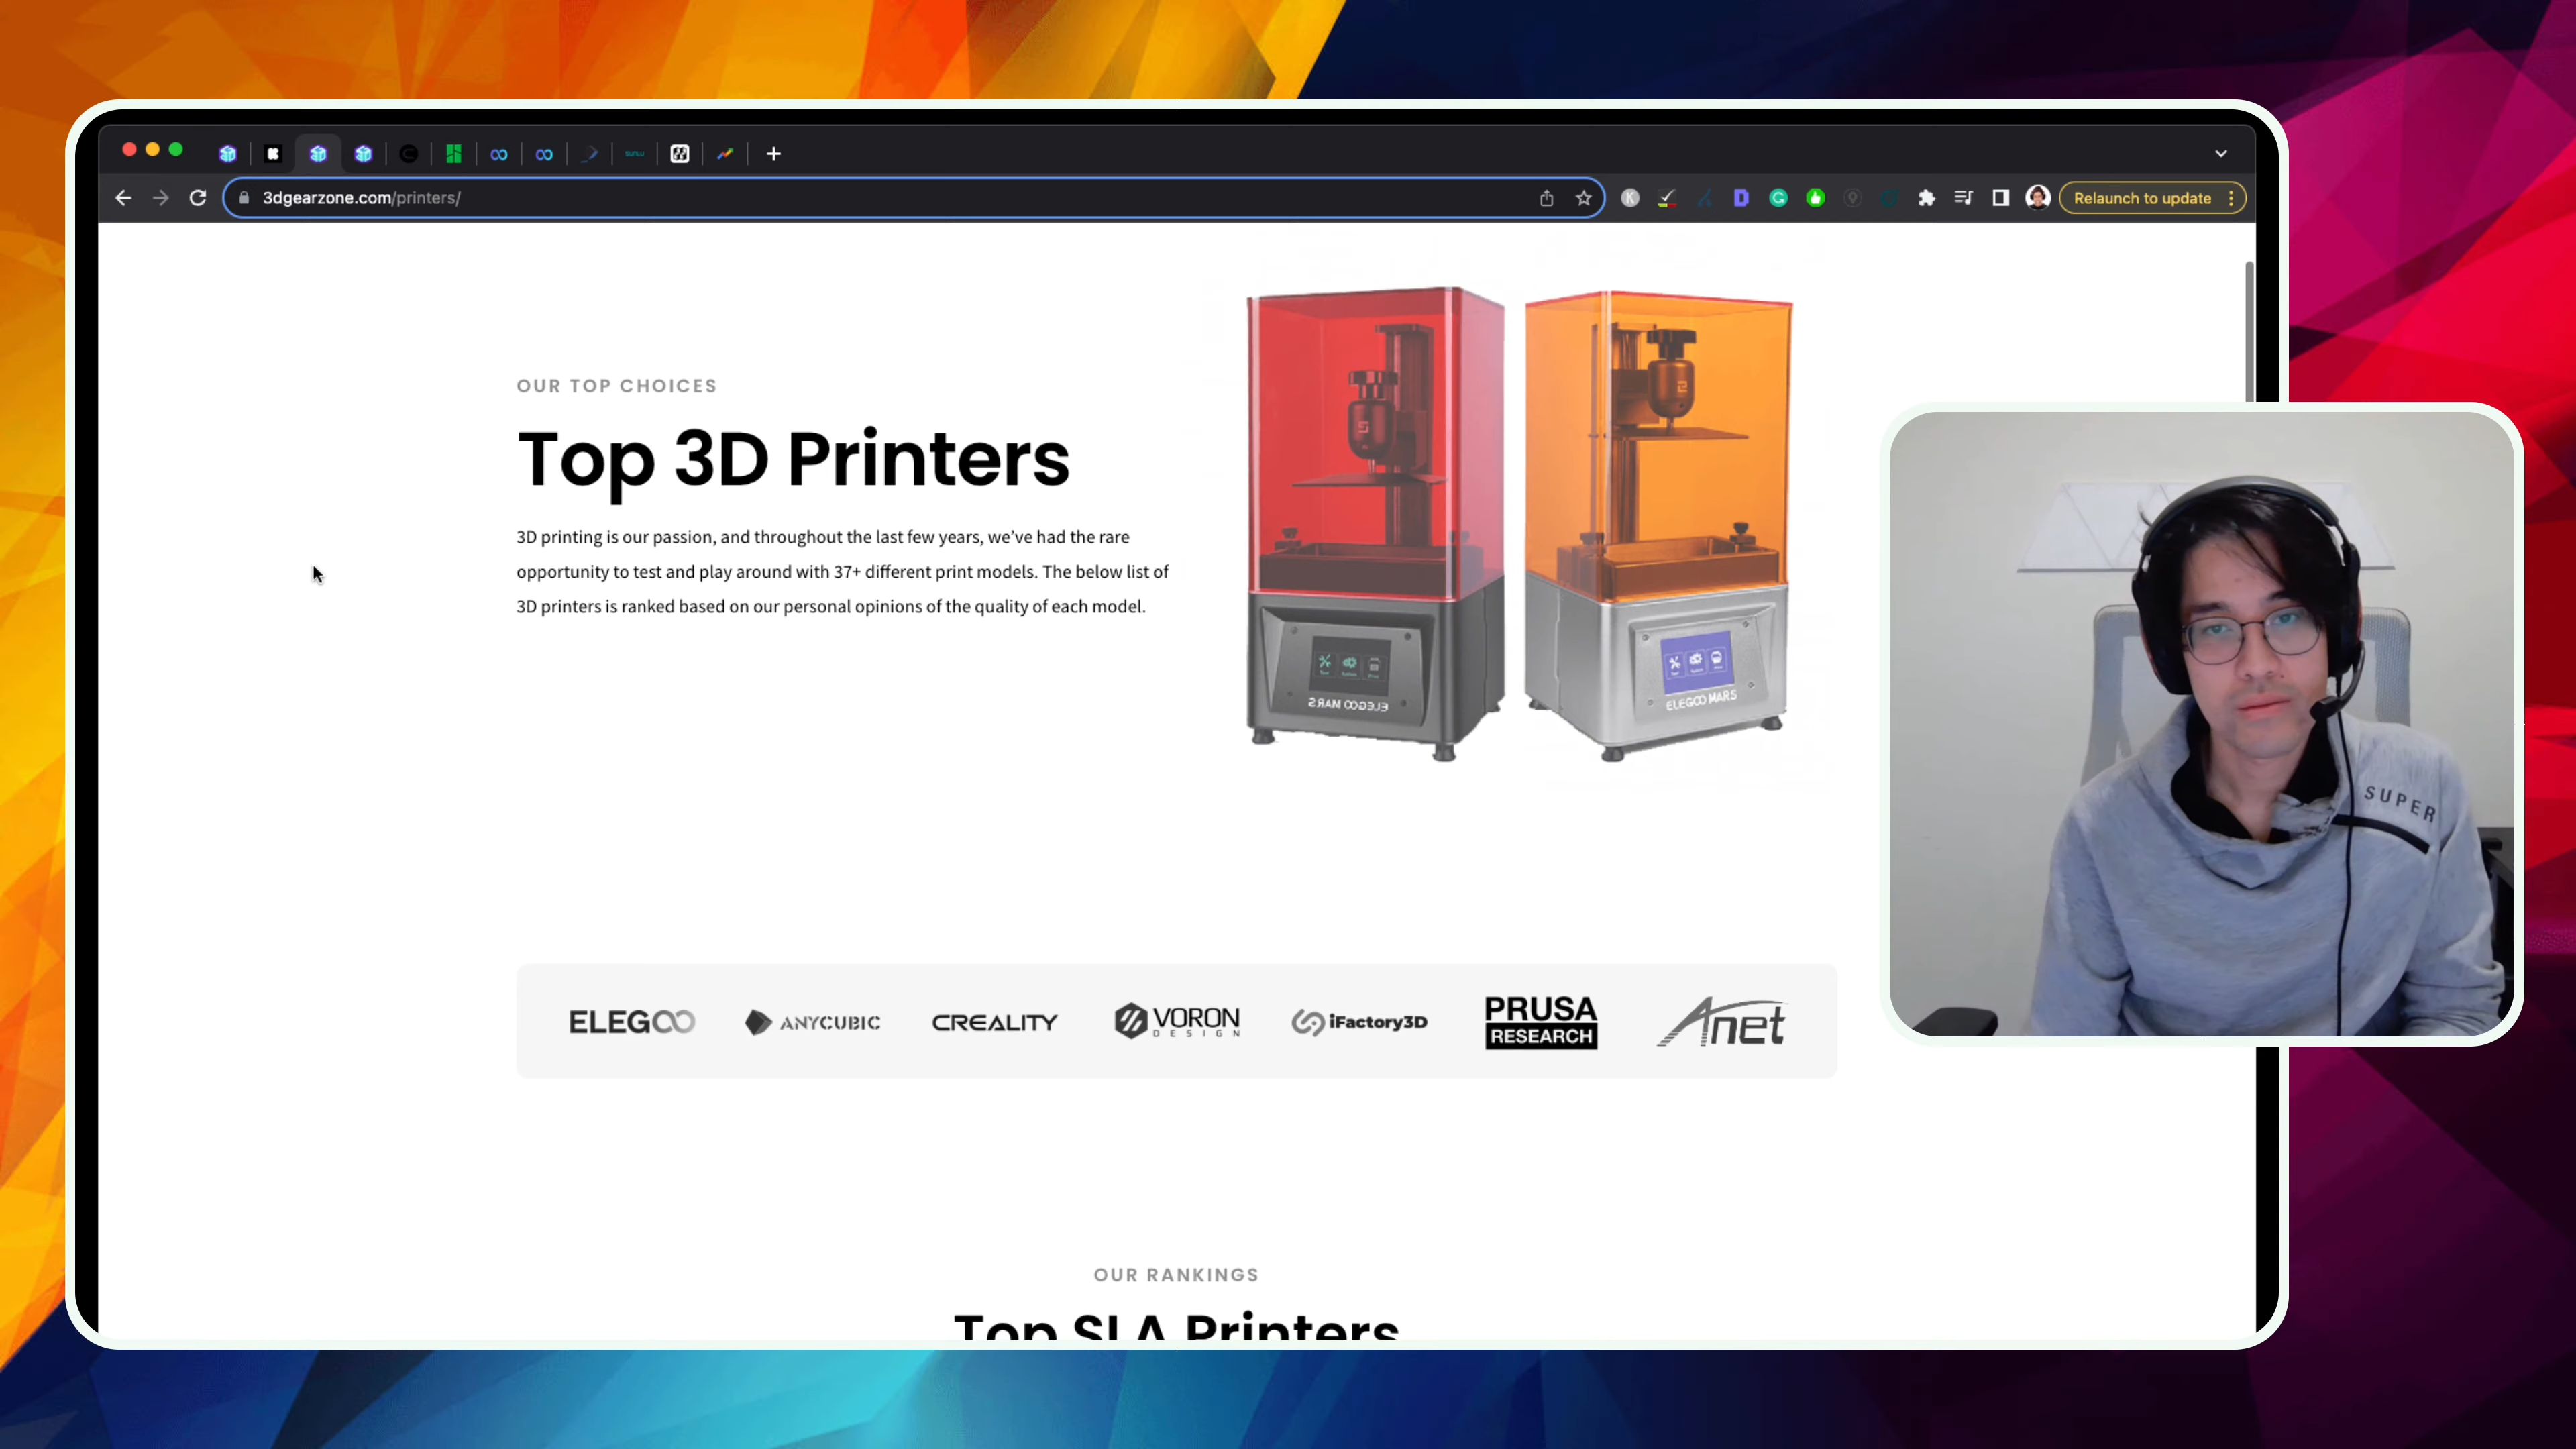 3dgearzone.com/printers/
Relaunch to update
OUR TOP CHOICES
Top 3D Printers
3D printing is our passion, and throughout the last few years, we’ve had the rare
opportunity to test and play around with 37+ different print models. The below list of
3D printers is ranked based on our personal opinions of the quality of each model.
ELEGOO MARS
ELEGOO MARS
SUPER
ELEGOO
ANYCUBIC
CREALITY
VORON
DESIGN
iFactory3D
PRUSA
RESEARCH
Anet
OUR RANKINGS
Top SLA Printers